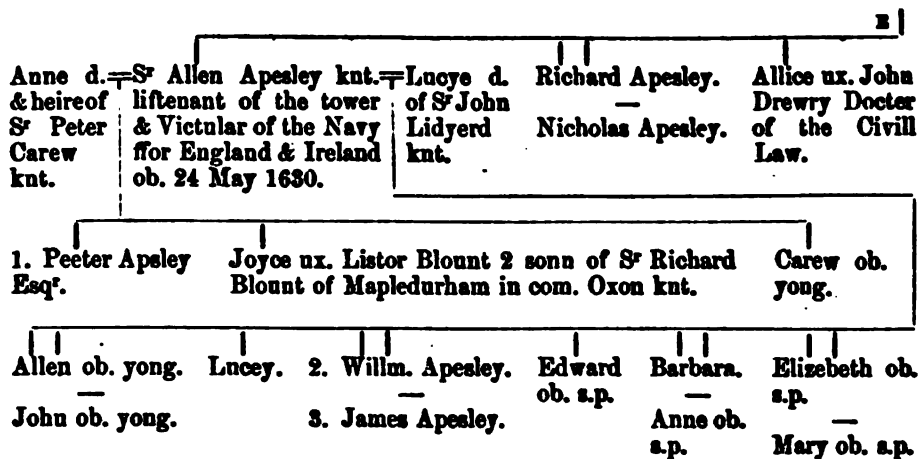 E
Anne d. & heire of Sr Peter Carew knt.
Sr Allen Apesley knt. liftenant of the tower & Victular of the Navy ffor England & Ireland ob. 24 May 1630.
Lucye d. of Sr John Lidyerd knt.
Richard Apesley.
—
Nicholas Apesley.
Allice ux. John Drewry Docter of the Civill Law.
1. Peeter Apsley Esqr.
Joyce ux. Listor Blount 2 sonn of Sr Richard Blount of Mapledurham in com. Oxon knt.
Carew ob. yong.
Allen ob. yong.
—
John ob. yong.
Lucey.
2. Willm. Apesley.
—
3. James Apesley.
Edward ob. s.p.
Barbara.
—
Anne ob. s.p.
Elizebeth ob. s.p.
—
Mary ob. s.p.